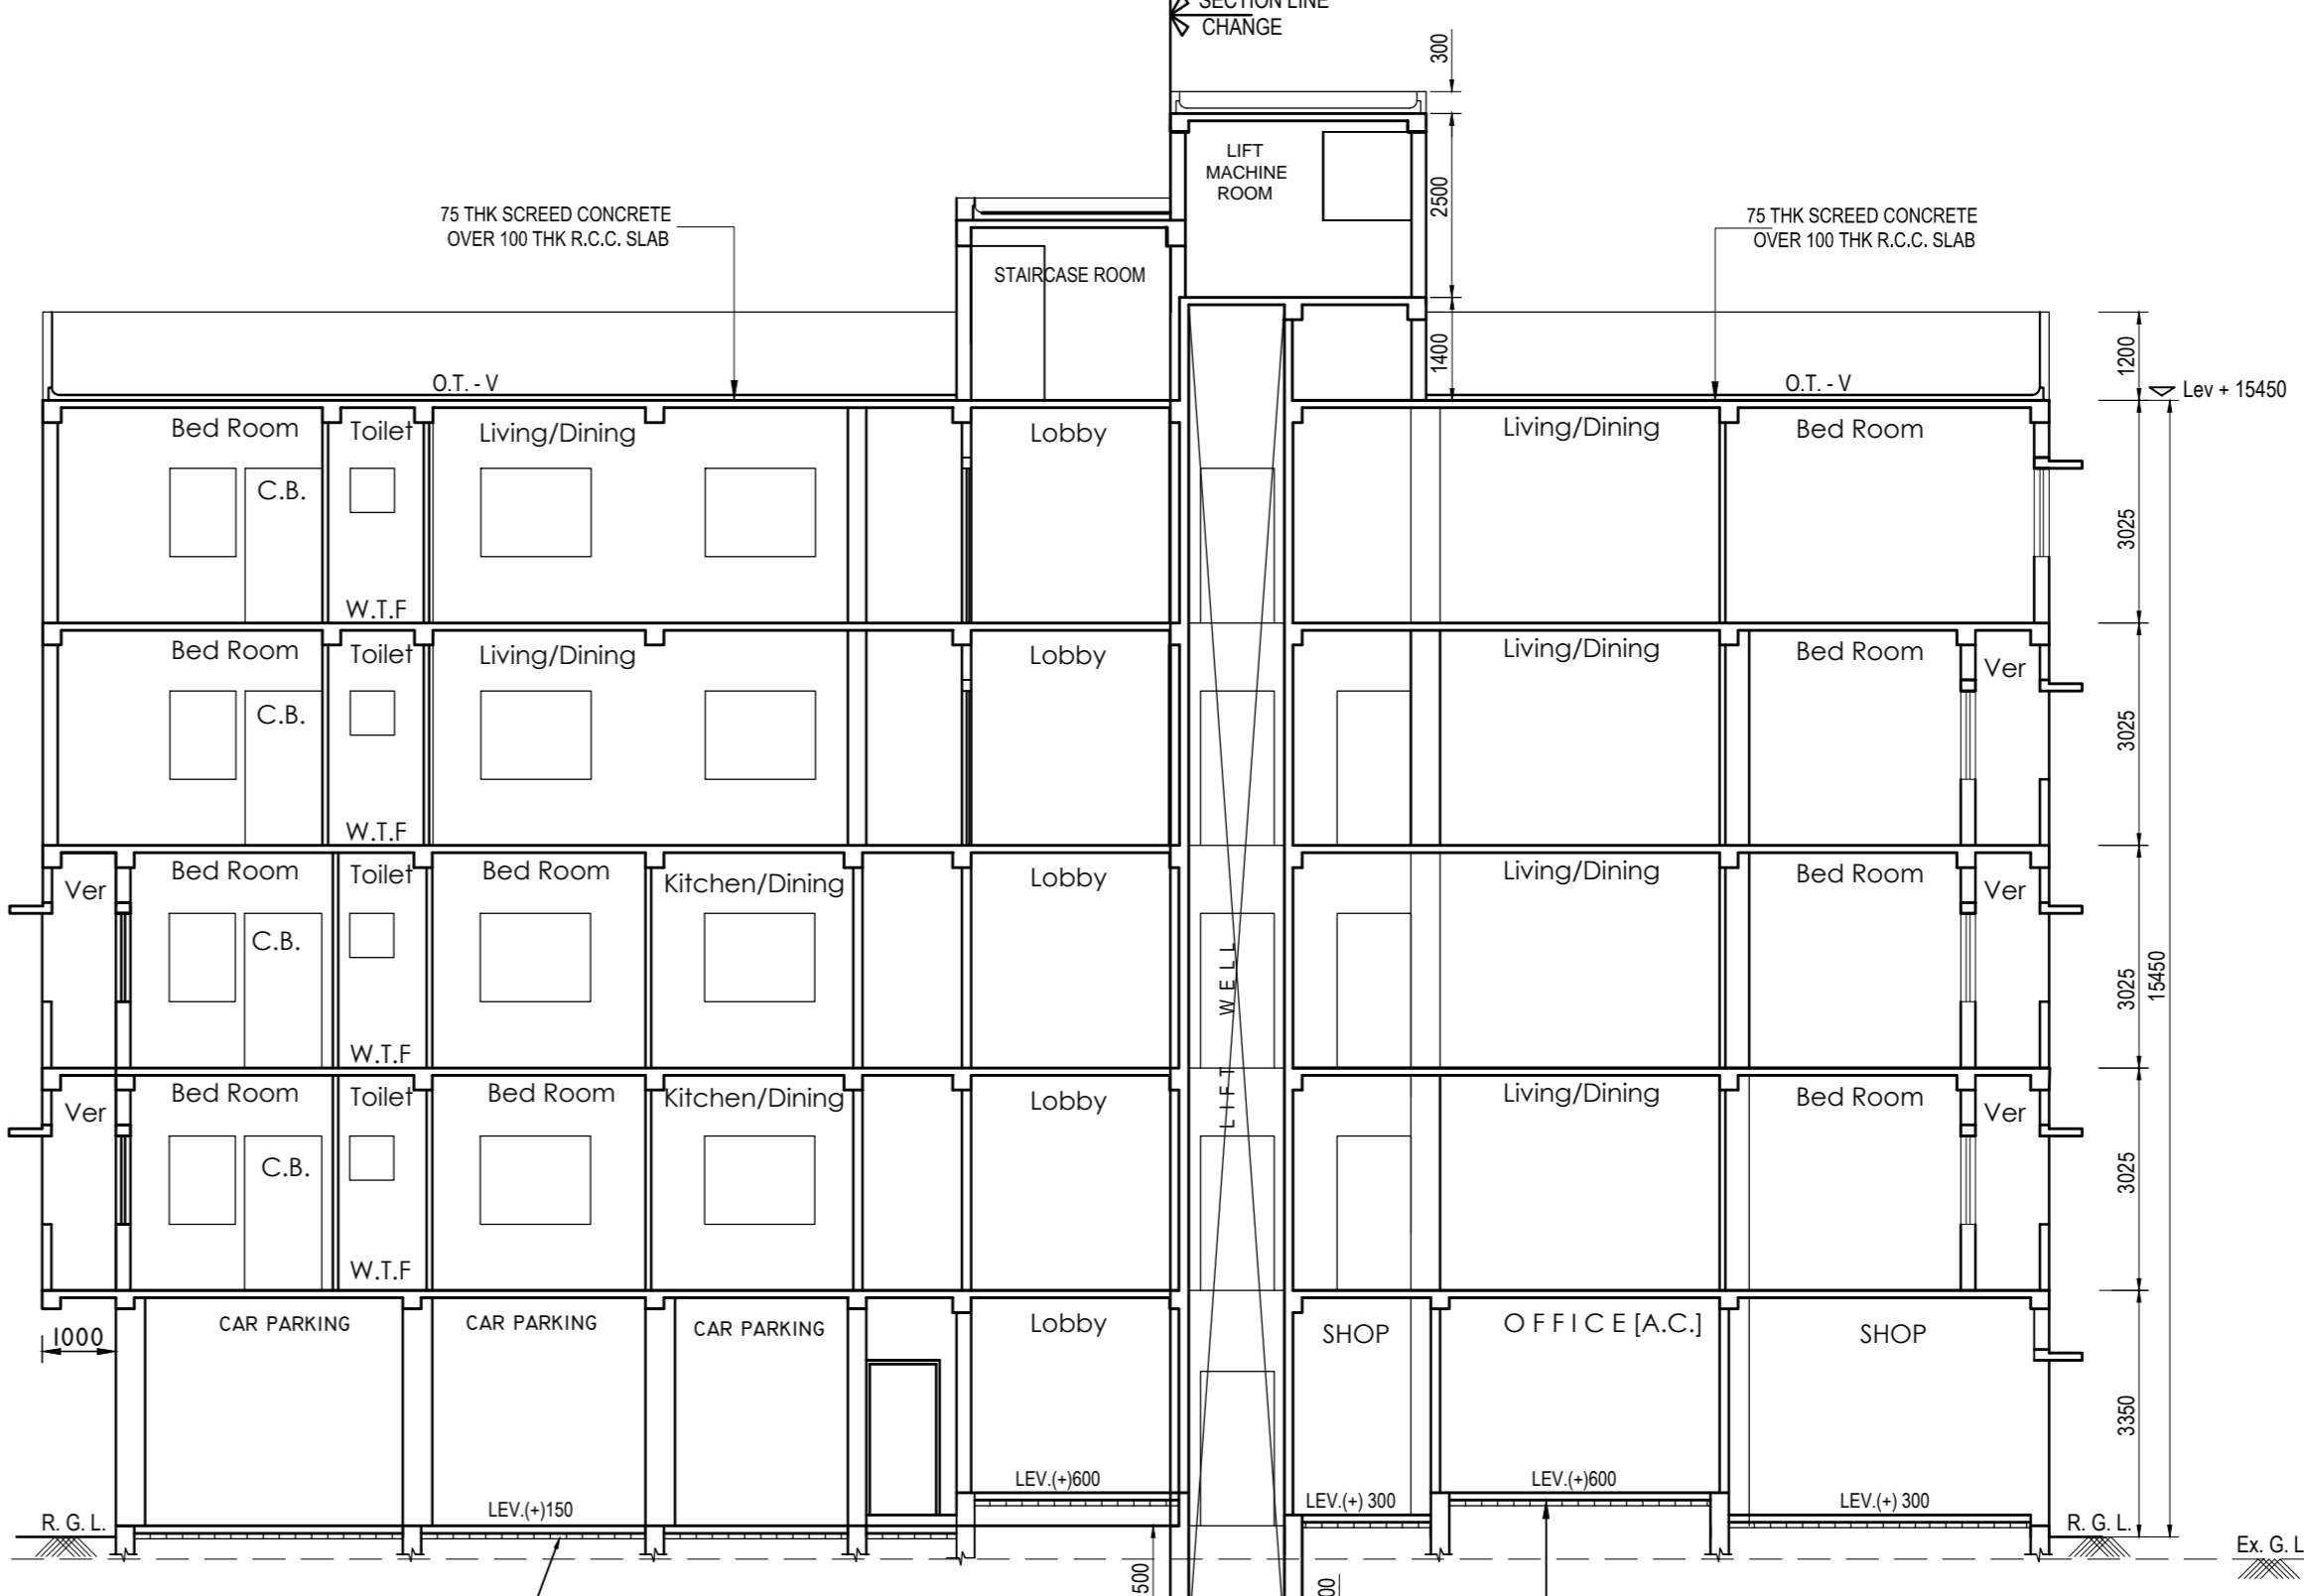 SECTION LINE
CHANGE
300
LIFT
MACHINE
ROOM
2500
75 THK SCREED CONCRETE
OVER 100 THK R.C.C. SLAB
75 THK SCREED CONCRETE
OVER 100 THK R.C.C. SLAB
STAIRCASE ROOM
1400
1200
O.T. - V
O.T. - V
Lev + 15450
Bed Room
Toilet
Living/Dining
Lobby
Living/Dining
Bed Room
C.B.
3025
W.T.F
Bed Room
Toilet
Living/Dining
Lobby
Living/Dining
Bed Room
Ver
C.B.
3025
W.T.F
Ver
Bed Room
Toilet
Bed Room
Kitchen/Dining
Lobby
Living/Dining
Bed Room
Ver
C.B.
LIFT WELL
3025
15450
W.T.F
Ver
Bed Room
Toilet
Bed Room
Kitchen/Dining
Lobby
Living/Dining
Bed Room
Ver
C.B.
3025
W.T.F
1000
CAR PARKING
CAR PARKING
CAR PARKING
Lobby
SHOP
OFFICE [A.C.]
SHOP
3350
LEV.(+)600
LEV.(+)600
LEV.(+)150
LEV.(+) 300
LEV.(+) 300
R. G. L.
R. G. L.
Ex. G. L
500